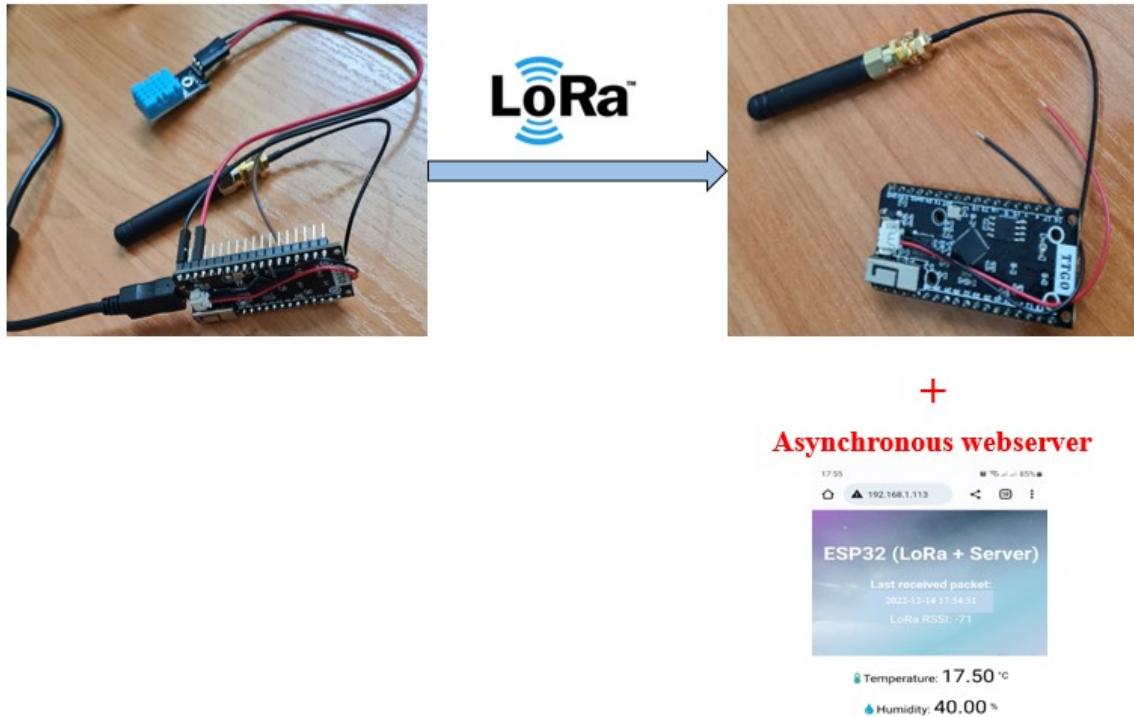 LoRa™
TTGO
+
Asynchronous webserver
17:55
85%
192.168.1.113
ESP32 (LoRa + Server)
Last received packet:
2022-12-14 17:54:51
LoRa RSSI: -71
Temperature: 17.50 °C
Humidity: 40.00 %